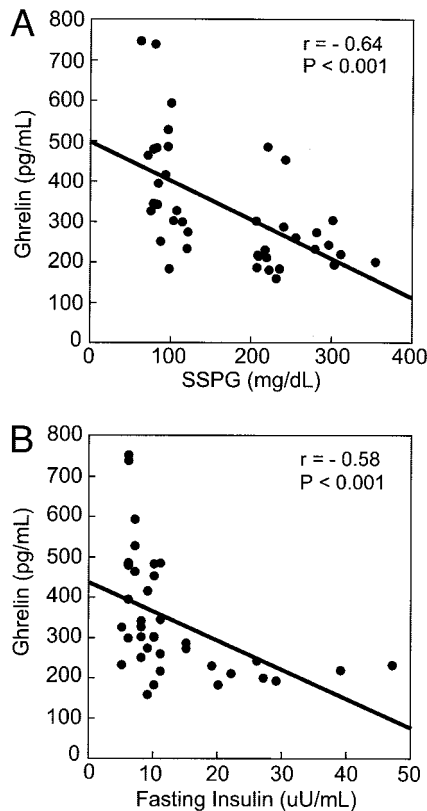 A
800
700
600
500
400
300
200
100
0
Ghrelin (pg/mL)
r = - 0.64
P < 0.001
0 100 200 300 400
SSPG (mg/dL)
B
800
700
600
500
400
300
200
100
0
Ghrelin (pg/mL)
r = - 0.58
P < 0.001
0 10 20 30 40 50
Fasting Insulin (uU/mL)